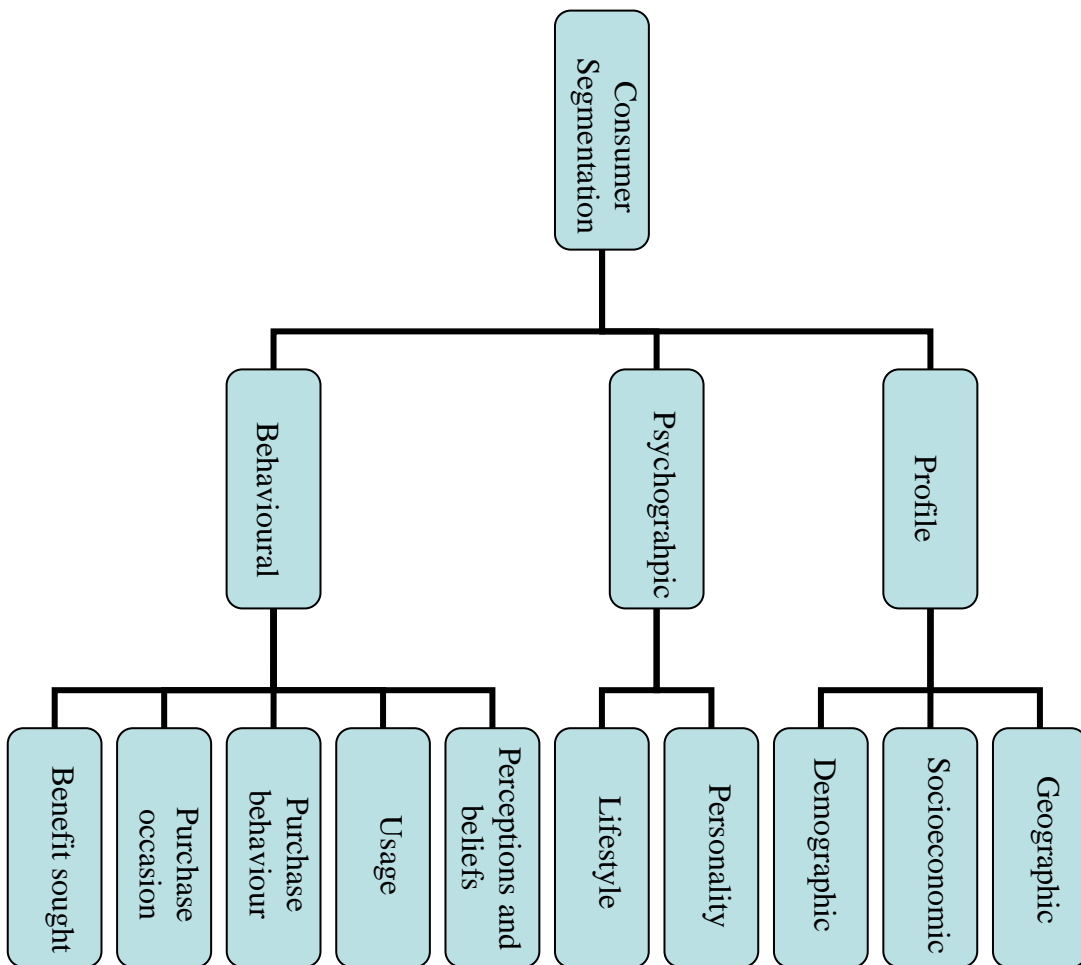 Consumer
Segmentation
Profile
Psychograhpic
Behavioural
Geographic
Socioeconomic
Demographic
Personality
Lifestyle
Perceptions and
beliefs
Usage
Purchase
behaviour
Purchase
occasion
Benefit sought